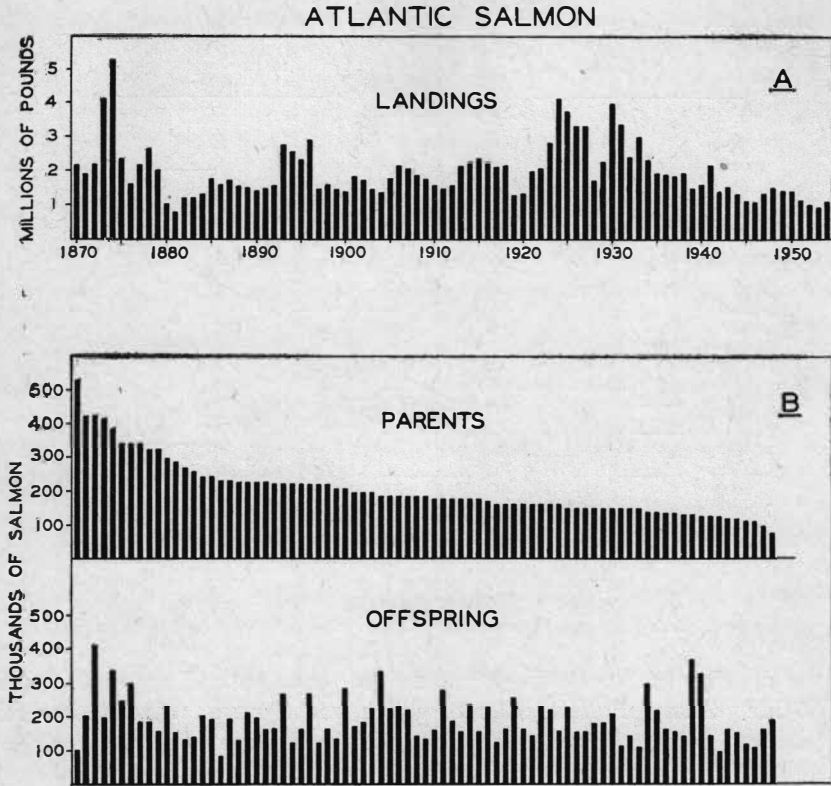 ATLANTIC SALMON
A
LANDINGS
MILLIONS OF POUNDS
5
4
3
2
1
1870 1880 1890 1900 1910 1920 1930 1940 1950
B
PARENTS
THOUSANDS OF SALMON
500
400
300
200
100
OFFSPRING
500
400
300
200
100